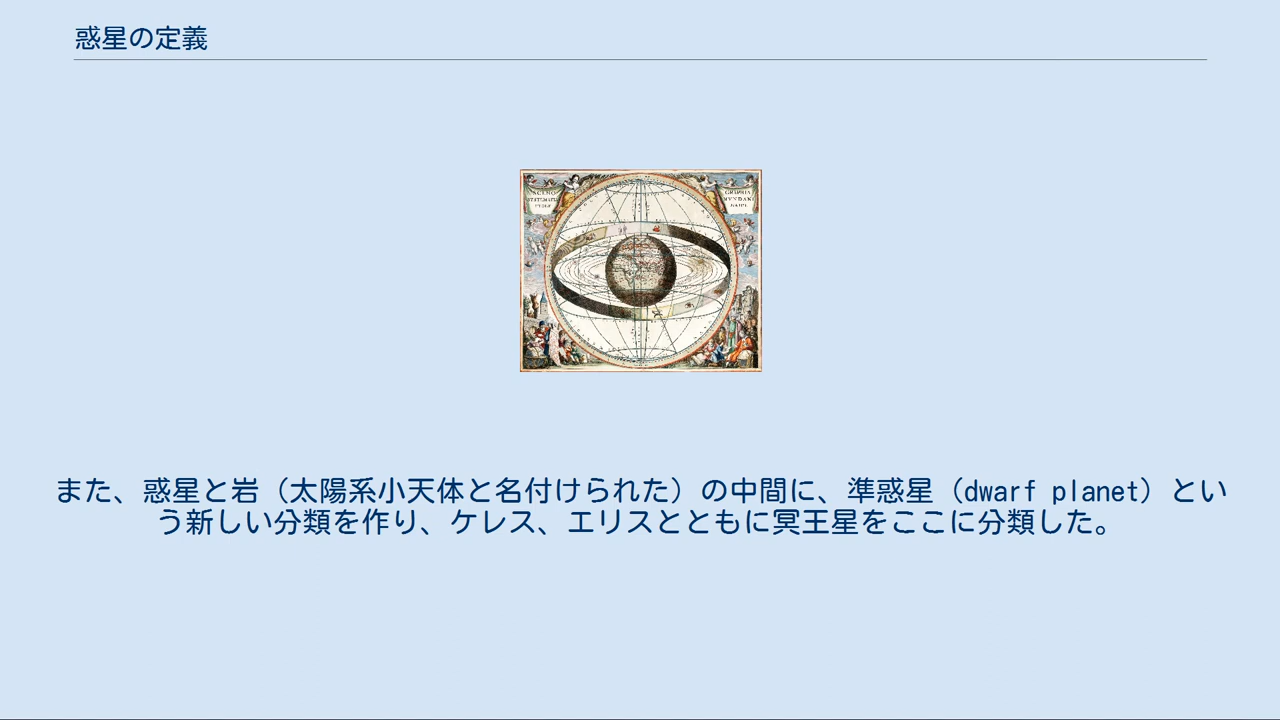 惑星の定義
また、惑星と岩（太陽系小天体と名付けられた）の中間に、準惑星（dwarf planet）とい
う新しい分類を作り、ケレス、エリスとともに冥王星をここに分類した。